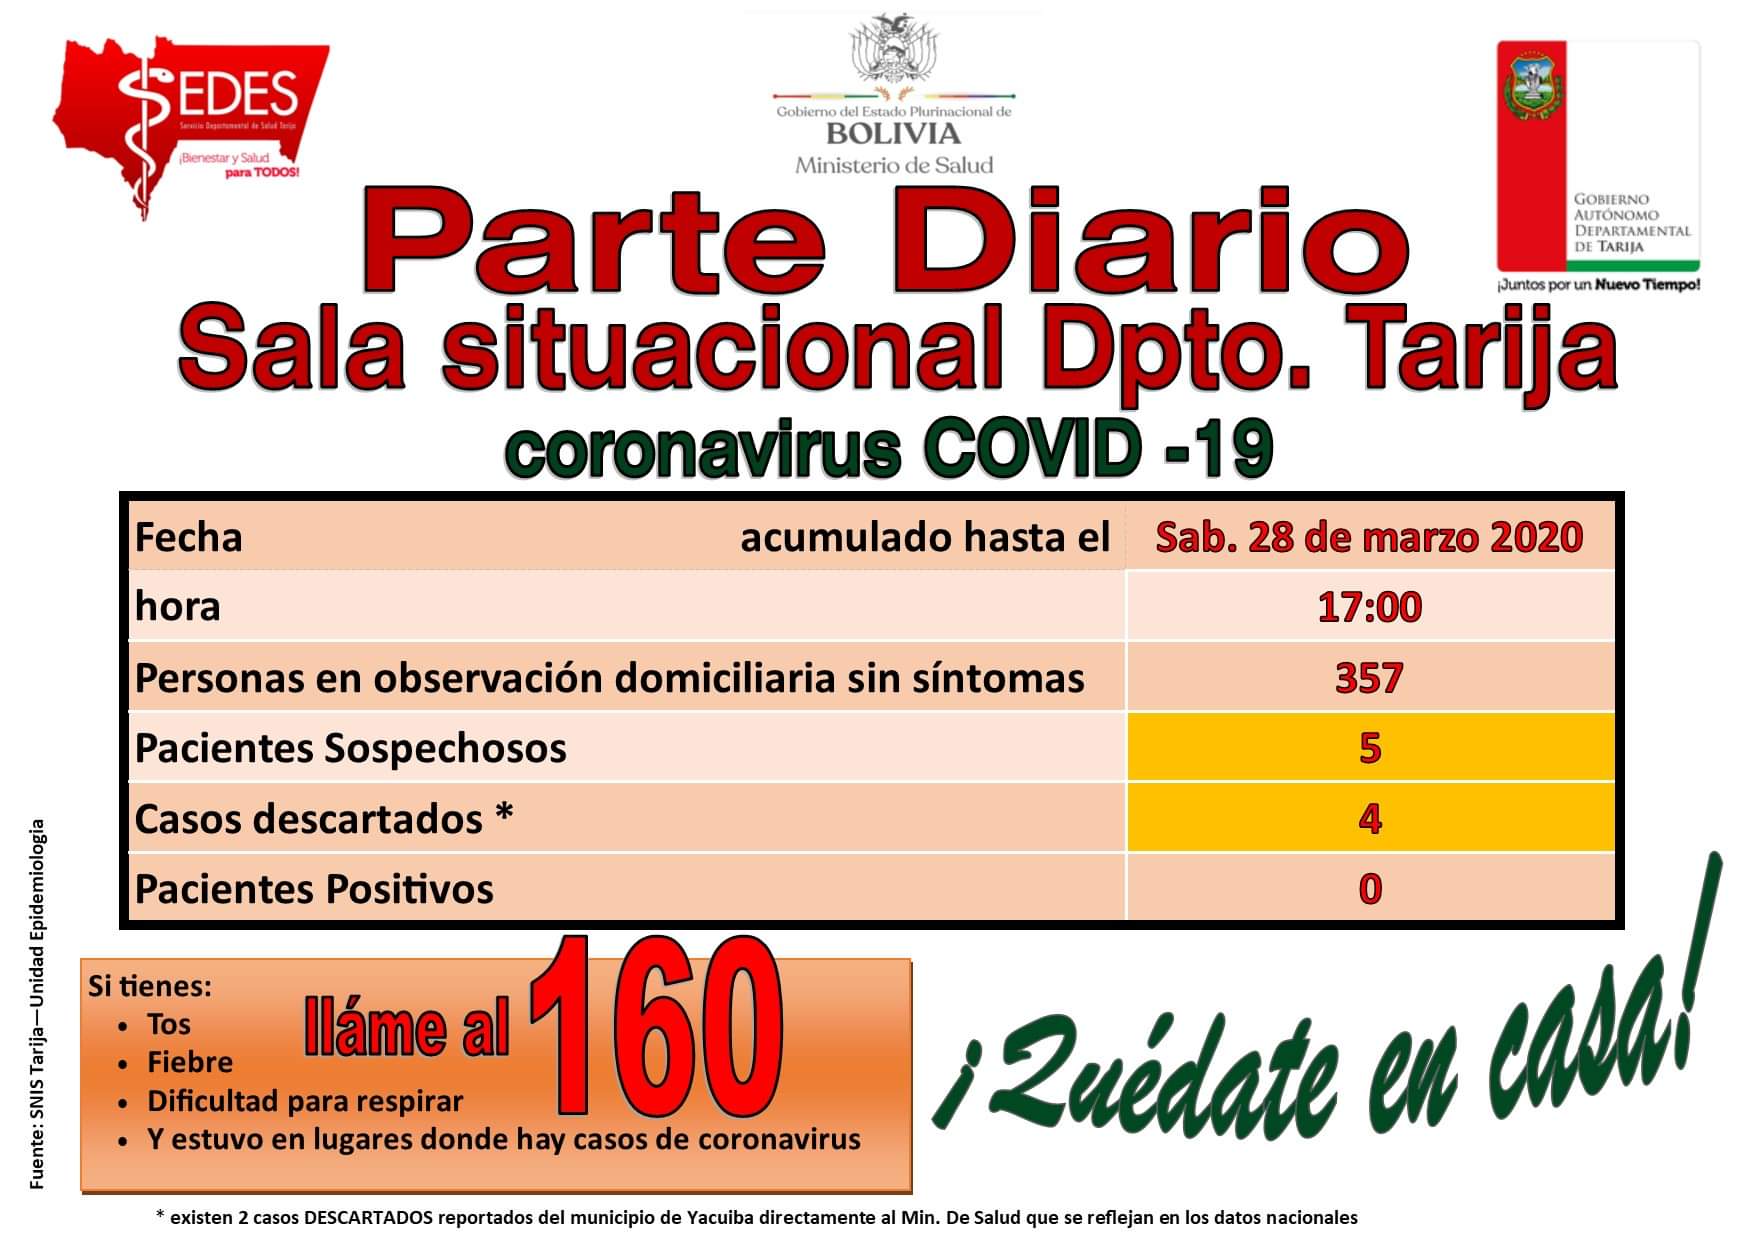 SEDES
Servicio Departamental de Salud Tarija
¡Bienestar y Salud
para TODOS!
Gobierno del Estado Plurinacional de
BOLIVIA
Ministerio de Salud
GOBIERNO
AUTÓNOMO
DEPARTAMENTAL
DE TARIJA
¡Juntos por un Nuevo Tiempo!
Parte Diario
Sala situacional Dpto. Tarija
coronavirus COVID -19
Fecha acumulado hasta el Sab. 28 de marzo 2020
hora 17:00
Personas en observación domiciliaria sin síntomas 357
Pacientes Sospechosos 5
Casos descartados * 4
Pacientes Positivos 0
Fuente: SNIS Tarija—Unidad Epidemiologia
Si tienes:
• Tos
• Fiebre
• Dificultad para respirar
• Y estuvo en lugares donde hay casos de coronavirus
lláme al 160
¡Quédate en casa!
* existen 2 casos DESCARTADOS reportados del municipio de Yacuiba directamente al Min. De Salud que se reflejan en los datos nacionales